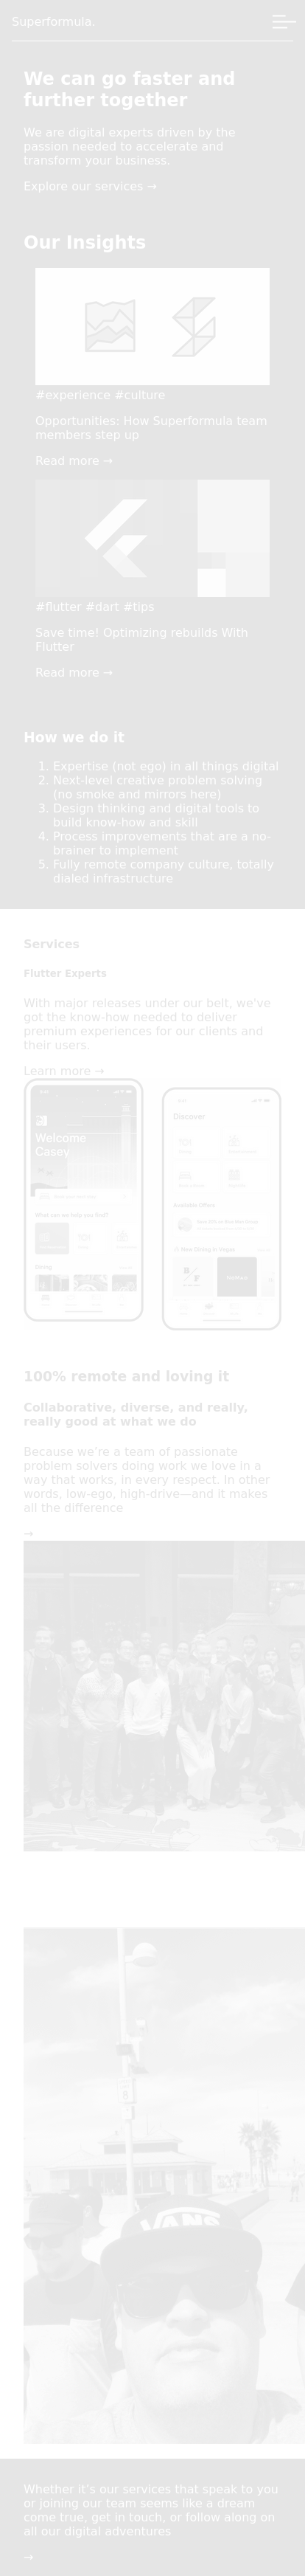 Superformula.
We can go faster and
further together
We are digital experts driven by the
passion needed to accelerate and
transform your business.
Explore our services →
Our Insights
#experience #culture
Opportunities: How Superformula team
members step up
Read more →
#flutter #dart #tips
Save time! Optimizing rebuilds With
Flutter
Read more →
How we do it
1. Expertise (not ego) in all things digital
2. Next-level creative problem solving
(no smoke and mirrors here)
3. Design thinking and digital tools to
build know-how and skill
4. Process improvements that are a no-
brainer to implement
5. Fully remote company culture, totally
dialed infrastructure
Services
Flutter Experts
With major releases under our belt, we've
got the know-how needed to deliver
premium experiences for our clients and
their users.
Learn more →
Welcome
Casey
What can we help you find?
Dining
Discover
Available Offers
100% remote and loving it
Collaborative, diverse, and really,
really good at what we do
Because we’re a team of passionate
problem solvers doing work we love in a
way that works, in every respect. In other
words, low-ego, high-drive—and it makes
all the difference
→
VANS
Whether it’s our services that speak to you
or joining our team seems like a dream
come true, get in touch, or follow along on
all our digital adventures
→